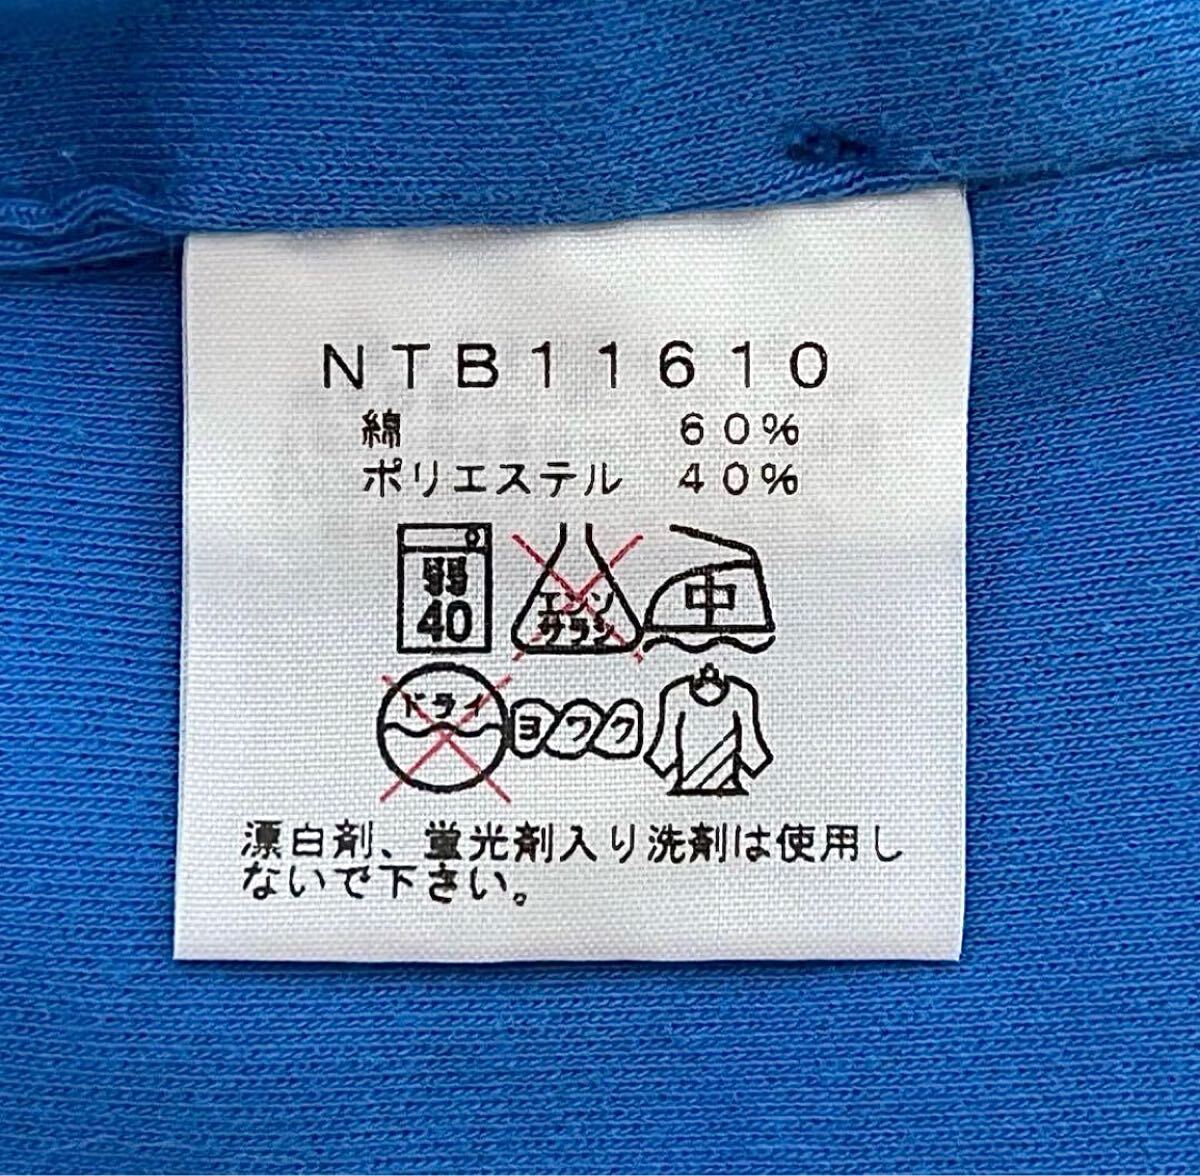 NTB11610
綿 60%
ポリエステル 40%
弱
40
エンソ
サラシ
中
ドライ
ヨワク
漂白剤、蛍光剤入り洗剤は使用し
ないで下さい。